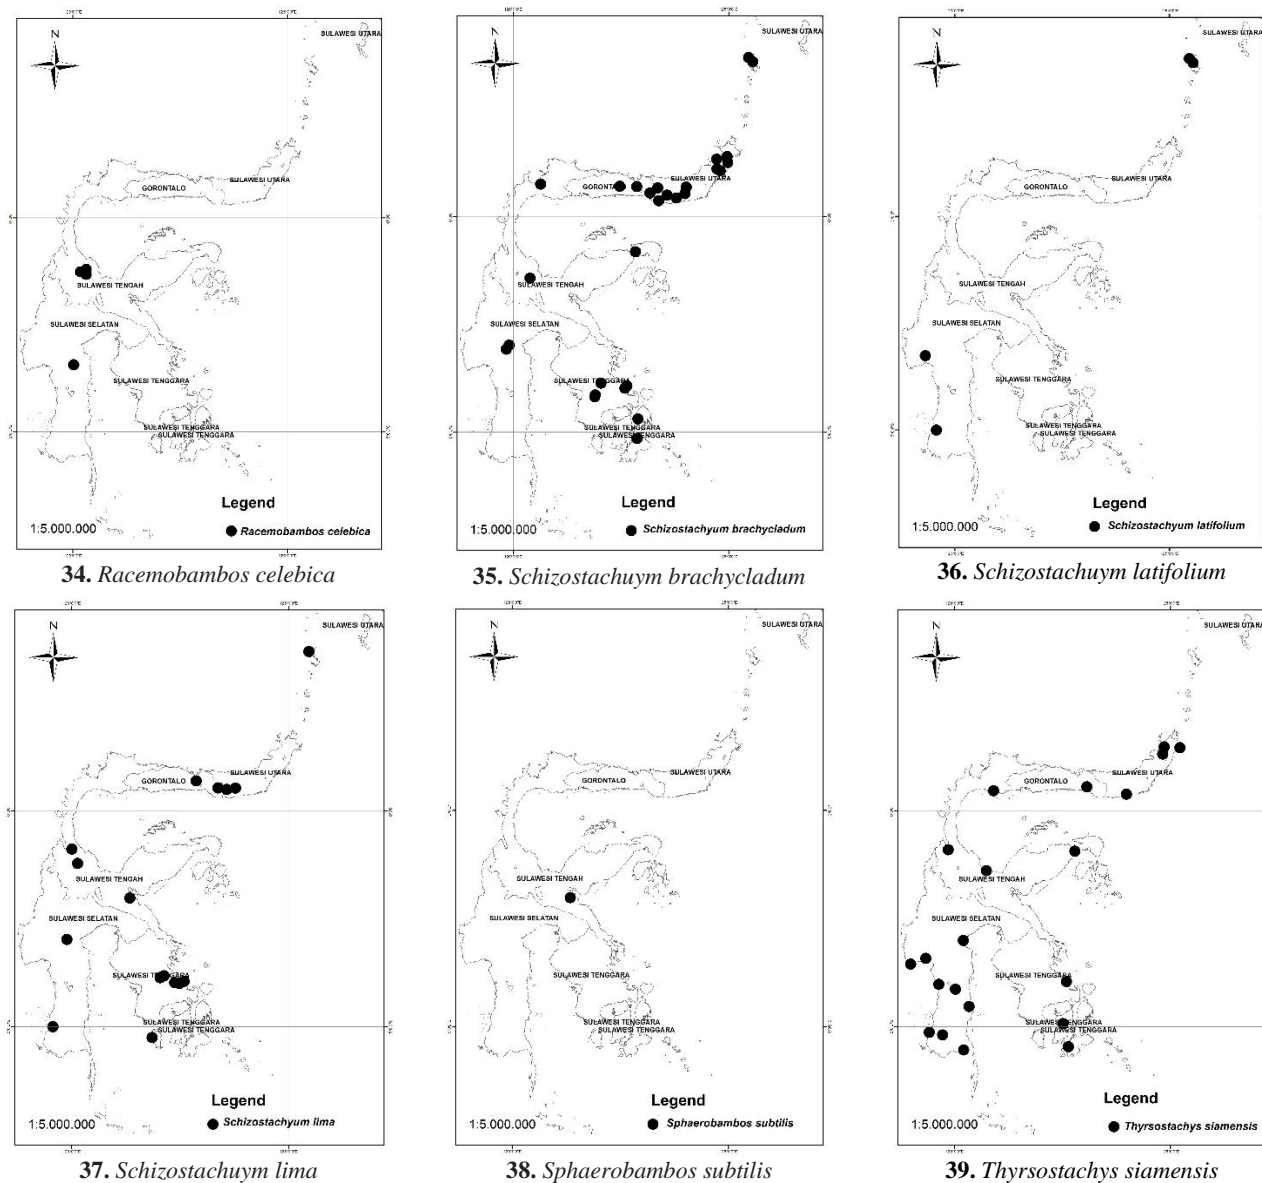 N
SULAWESI UTARA
GORONTALO
SULAWESI UTARA
SULAWESI TENGAH
SULAWESI SELATAN
SULAWESI TENGGARA
SULAWESI TENGGARA
SULAWESI TENGGARA
Legend
1:5.000.000
Racemobambos celebica
34. Racemobambos celebica
N
SULAWESI UTARA
SULAWESI UTARA
SULAWESI TENGAH
SULAWESI SELATAN
SULAWESI TENGGARA
SULAWESI TENGGARA
Legend
1:5.000.000
Schizostachyum brachycladum
35. Schizostachuym brachycladum
N
SULAWESI UTARA
GORONTALO
SULAWESI UTARA
SULAWESI TENGAH
SULAWESI SELATAN
SULAWESI TENGGARA
SULAWESI TENGGARA
SULAWESI TENGGARA
Legend
1:5.000.000
Schizostachyum latifolium
36. Schizostachuym latifolium
N
SULAWESI UTARA
GORONTALO
SULAWESI UTARA
SULAWESI TENGAH
SULAWESI SELATAN
SULAWESI TENGGARA
SULAWESI TENGGARA
Legend
1:5.000.000
Schizostachyum lima
37. Schizostachuym lima
N
SULAWESI UTARA
GORONTALO
SULAWESI UTARA
SULAWESI TENGAH
SULAWESI SELATAN
SULAWESI TENGGARA
SULAWESI TENGGARA
SULAWESI TENGGARA
Legend
1:5.000.000
Sphaerobambos subtilis
38. Sphaerobambos subtilis
N
SULAWESI UTARA
GORONTALO
SULAWESI UTARA
SULAWESI TENGAH
SULAWESI SELATAN
SULAWESI TENGGARA
SULAWESI TENGGARA
Legend
1:5.000.000
Thyrsostachys siamensis
39. Thyrsostachys siamensis